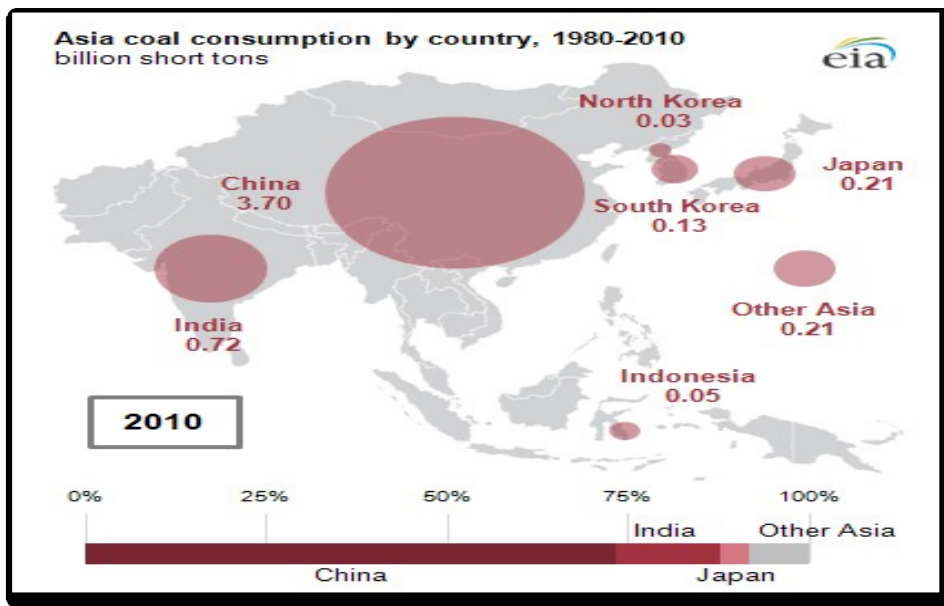 Asia coal consumption by country, 1980-2010
billion short tons
eia
North Korea
0.03
China
3.70
Japan
0.21
South Korea
0.13
India
0.72
Other Asia
0.21
Indonesia
0.05
2010
0% 25% 50% 75% 100%
India Other Asia
China Japan